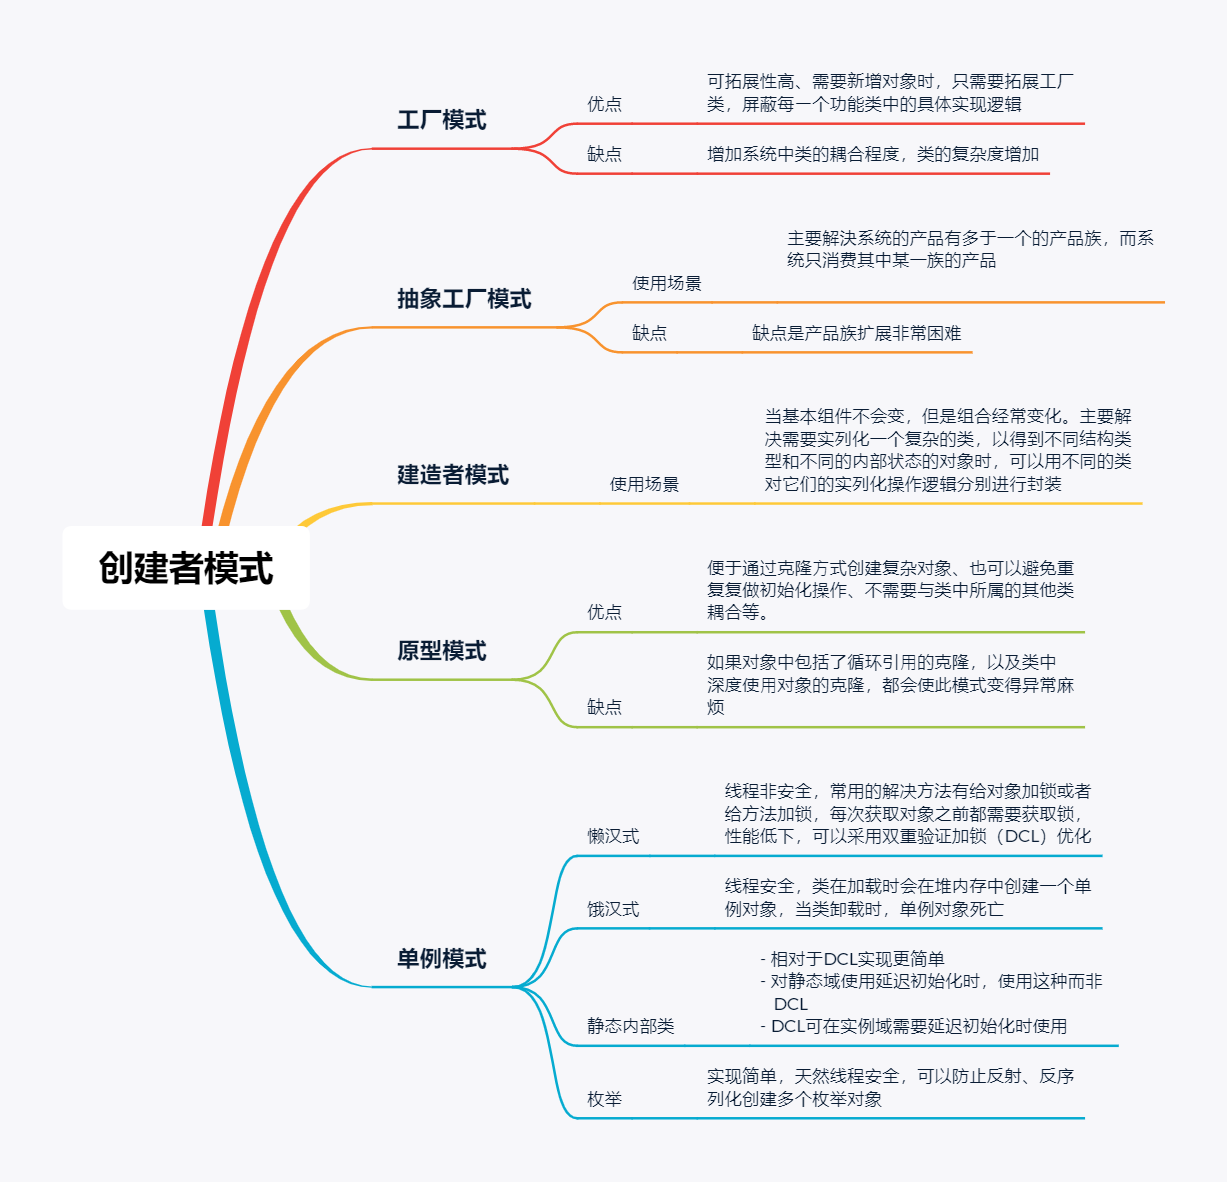 创建者模式
工厂模式
优点
可拓展性高、需要新增对象时，只需要拓展工厂
类，屏蔽每一个功能类中的具体实现逻辑
缺点
增加系统中类的耦合程度，类的复杂度增加
抽象工厂模式
使用场景
主要解决系统的产品有多于一个的产品族，而系
统只消费其中某一族的产品
缺点
缺点是产品族扩展非常困难
建造者模式
使用场景
当基本组件不会变，但是组合经常变化。主要解
决需要实列化一个复杂的类，以得到不同结构类
型和不同的内部状态的对象时，可以用不同的类
对它们的实列化操作逻辑分别进行封装
原型模式
优点
便于通过克隆方式创建复杂对象、也可以避免重
复复做初始化操作、不需要与类中所属的其他类
耦合等。
缺点
如果对象中包括了循环引用的克隆，以及类中
深度使用对象的克隆，都会使此模式变得异常麻
烦
单例模式
懒汉式
线程非安全，常用的解决方法有给对象加锁或者
给方法加锁，每次获取对象之前都需要获取锁，
性能低下，可以采用双重验证加锁（DCL）优化
饿汉式
线程安全，类在加载时会在堆内存中创建一个单
例对象，当类卸载时，单例对象死亡
静态内部类
- 相对于DCL实现更简单
- 对静态域使用延迟初始化时，使用这种而非
DCL
- DCL可在实例域需要延迟初始化时使用
枚举
实现简单，天然线程安全，可以防止反射、反序
列化创建多个枚举对象